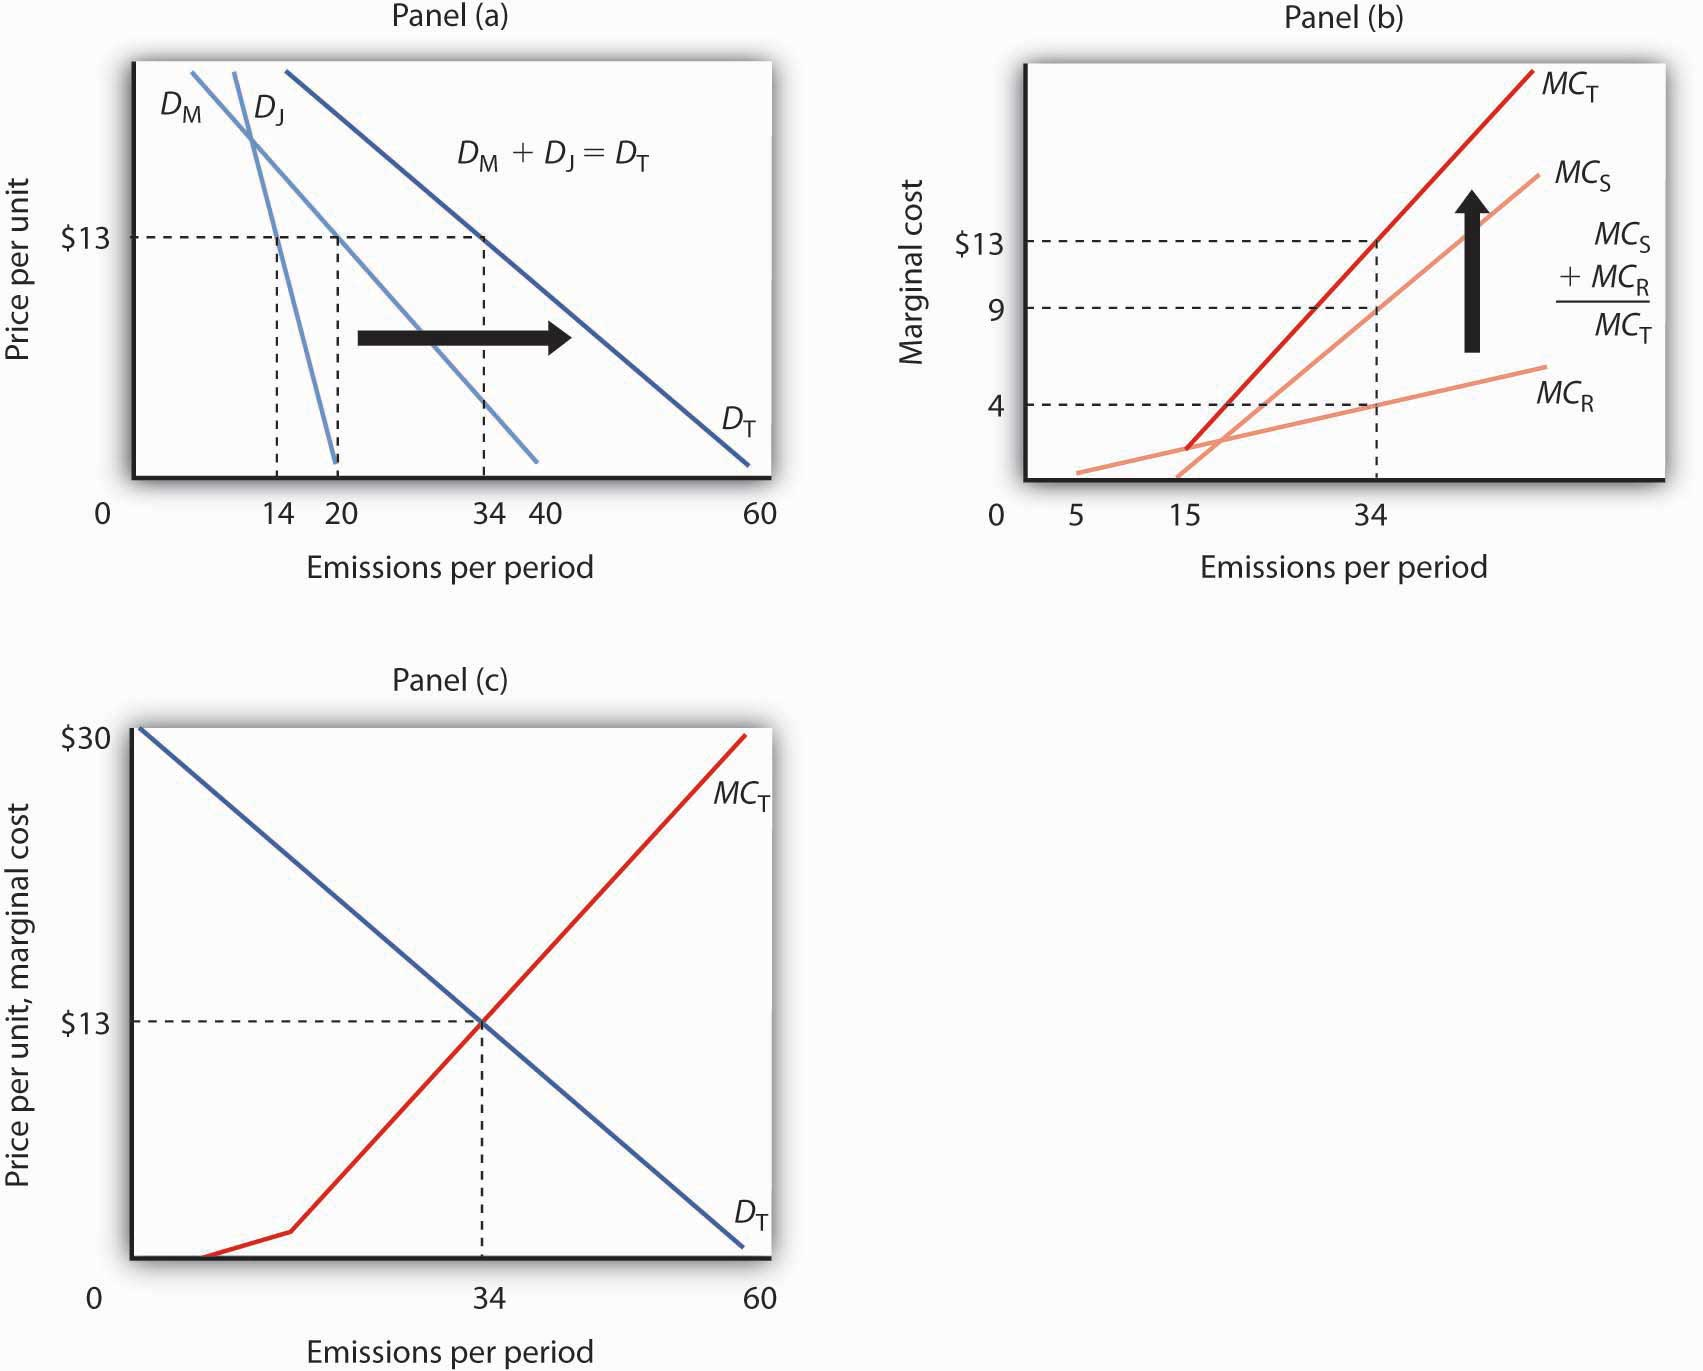 Panel (a)
Price per unit
$13
D_M
D_J
D_M + D_J = D_T
D_T
0 14 20 34 40 60
Emissions per period
Panel (b)
Marginal cost
$13
9
4
MC_T
MC_S
MC_S
+ MC_R
MC_T
MC_R
0 5 15 34
Emissions per period
Panel (c)
Price per unit, marginal cost
$30
$13
MC_T
D_T
0 34 60
Emissions per period